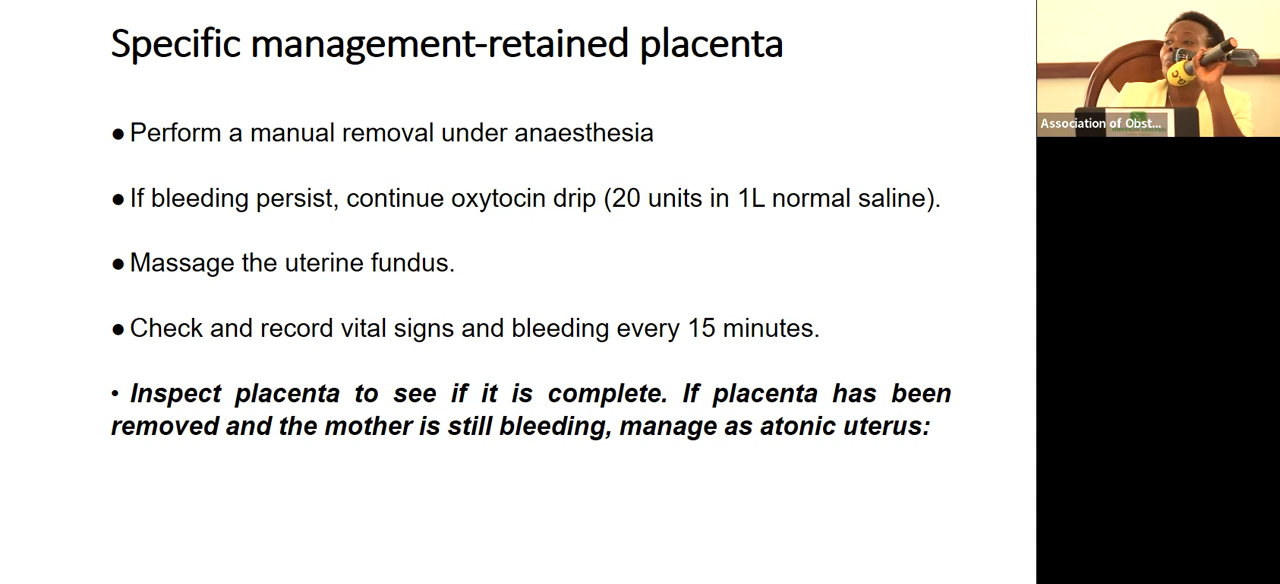 Specific management-retained placenta
● Perform a manual removal under anaesthesia
● If bleeding persist, continue oxytocin drip (20 units in 1L normal saline).
● Massage the uterine fundus.
● Check and record vital signs and bleeding every 15 minutes.
• Inspect placenta to see if it is complete. If placenta has been
removed and the mother is still bleeding, manage as atonic uterus:
Association of Obst...